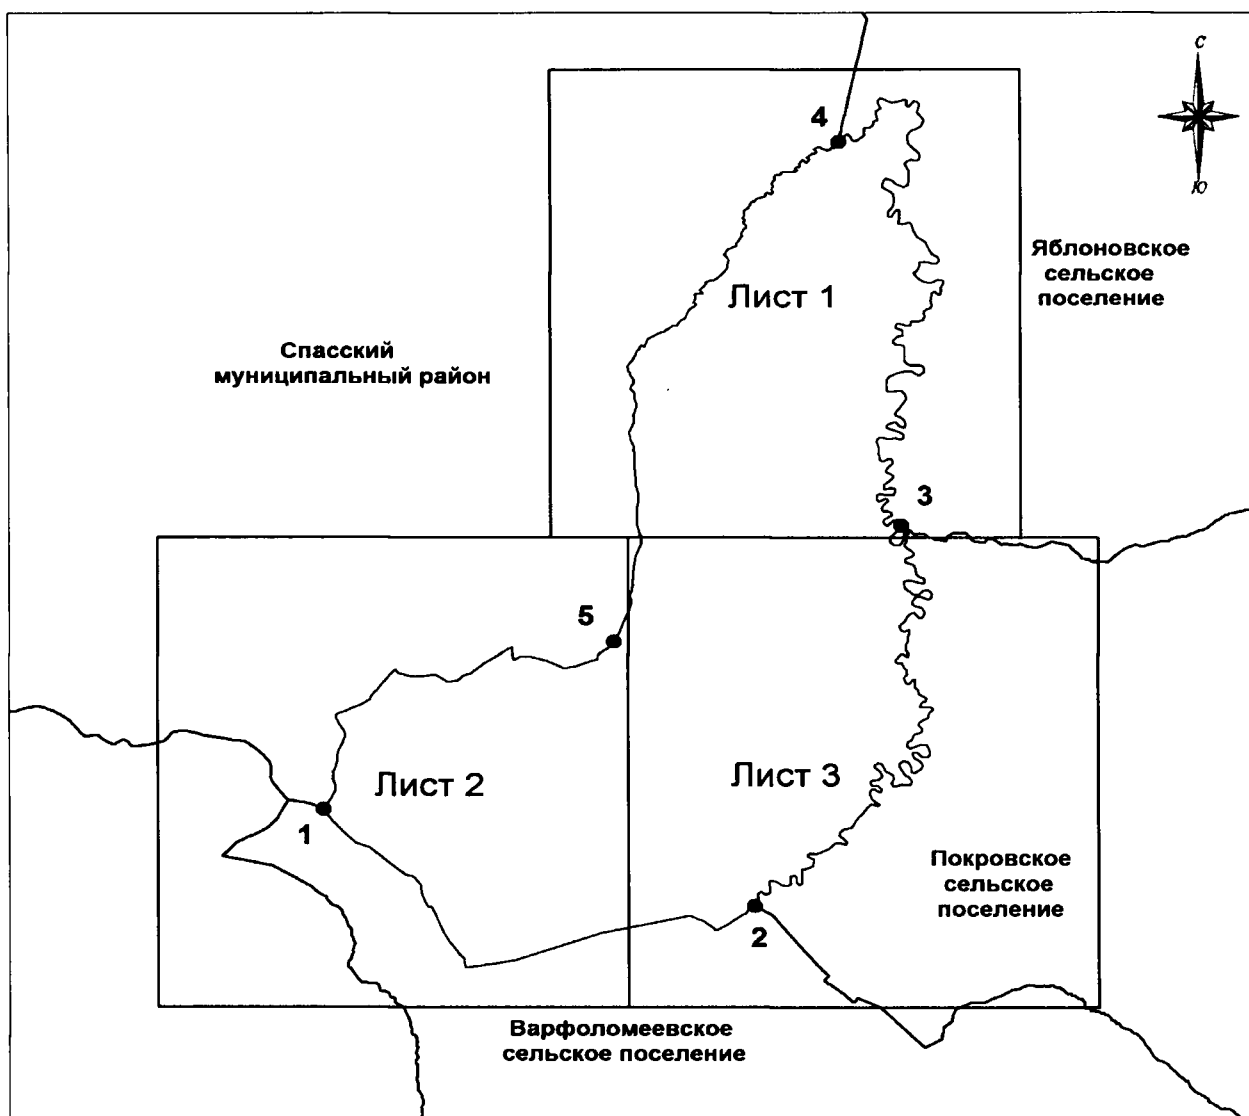 С
4
Яблоновское
сельское
поселение
Ю
Лист 1
Спасский
муниципальный район
3
5
Лист 2
Лист 3
1
Покровское
сельское
поселение
2
Варфоломеевское
сельское поселение